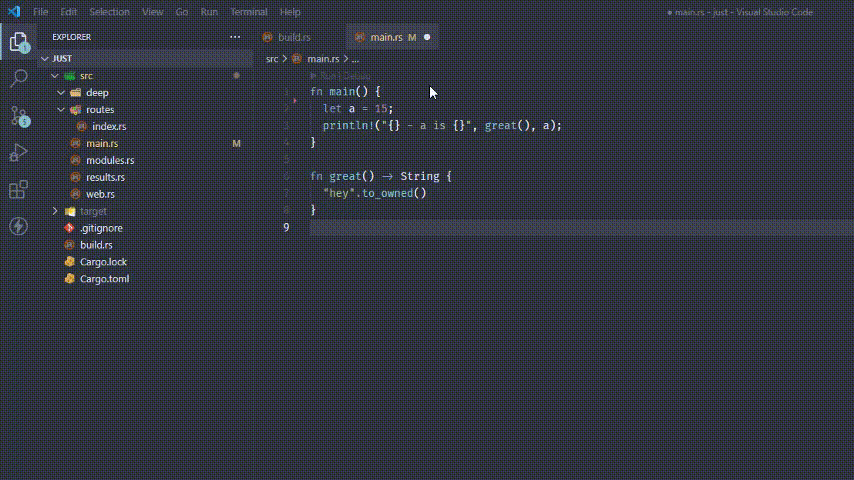 File Edit Selection View Go Run Terminal Help
● main.rs - just - Visual Studio Code
EXPLORER
...
JUST
src
deep
routes
index.rs
main.rs M
modules.rs
results.rs
web.rs
target
.gitignore
build.rs
Cargo.lock
Cargo.toml
1
5
build.rs
main.rs M
src > main.rs > ...
Run | Debug
1 fn main() {
2 let a = 15;
3 println!("{} - a is {}", great(), a);
4 }
5
6 fn great() → String {
7 "hey".to_owned()
8 }
9